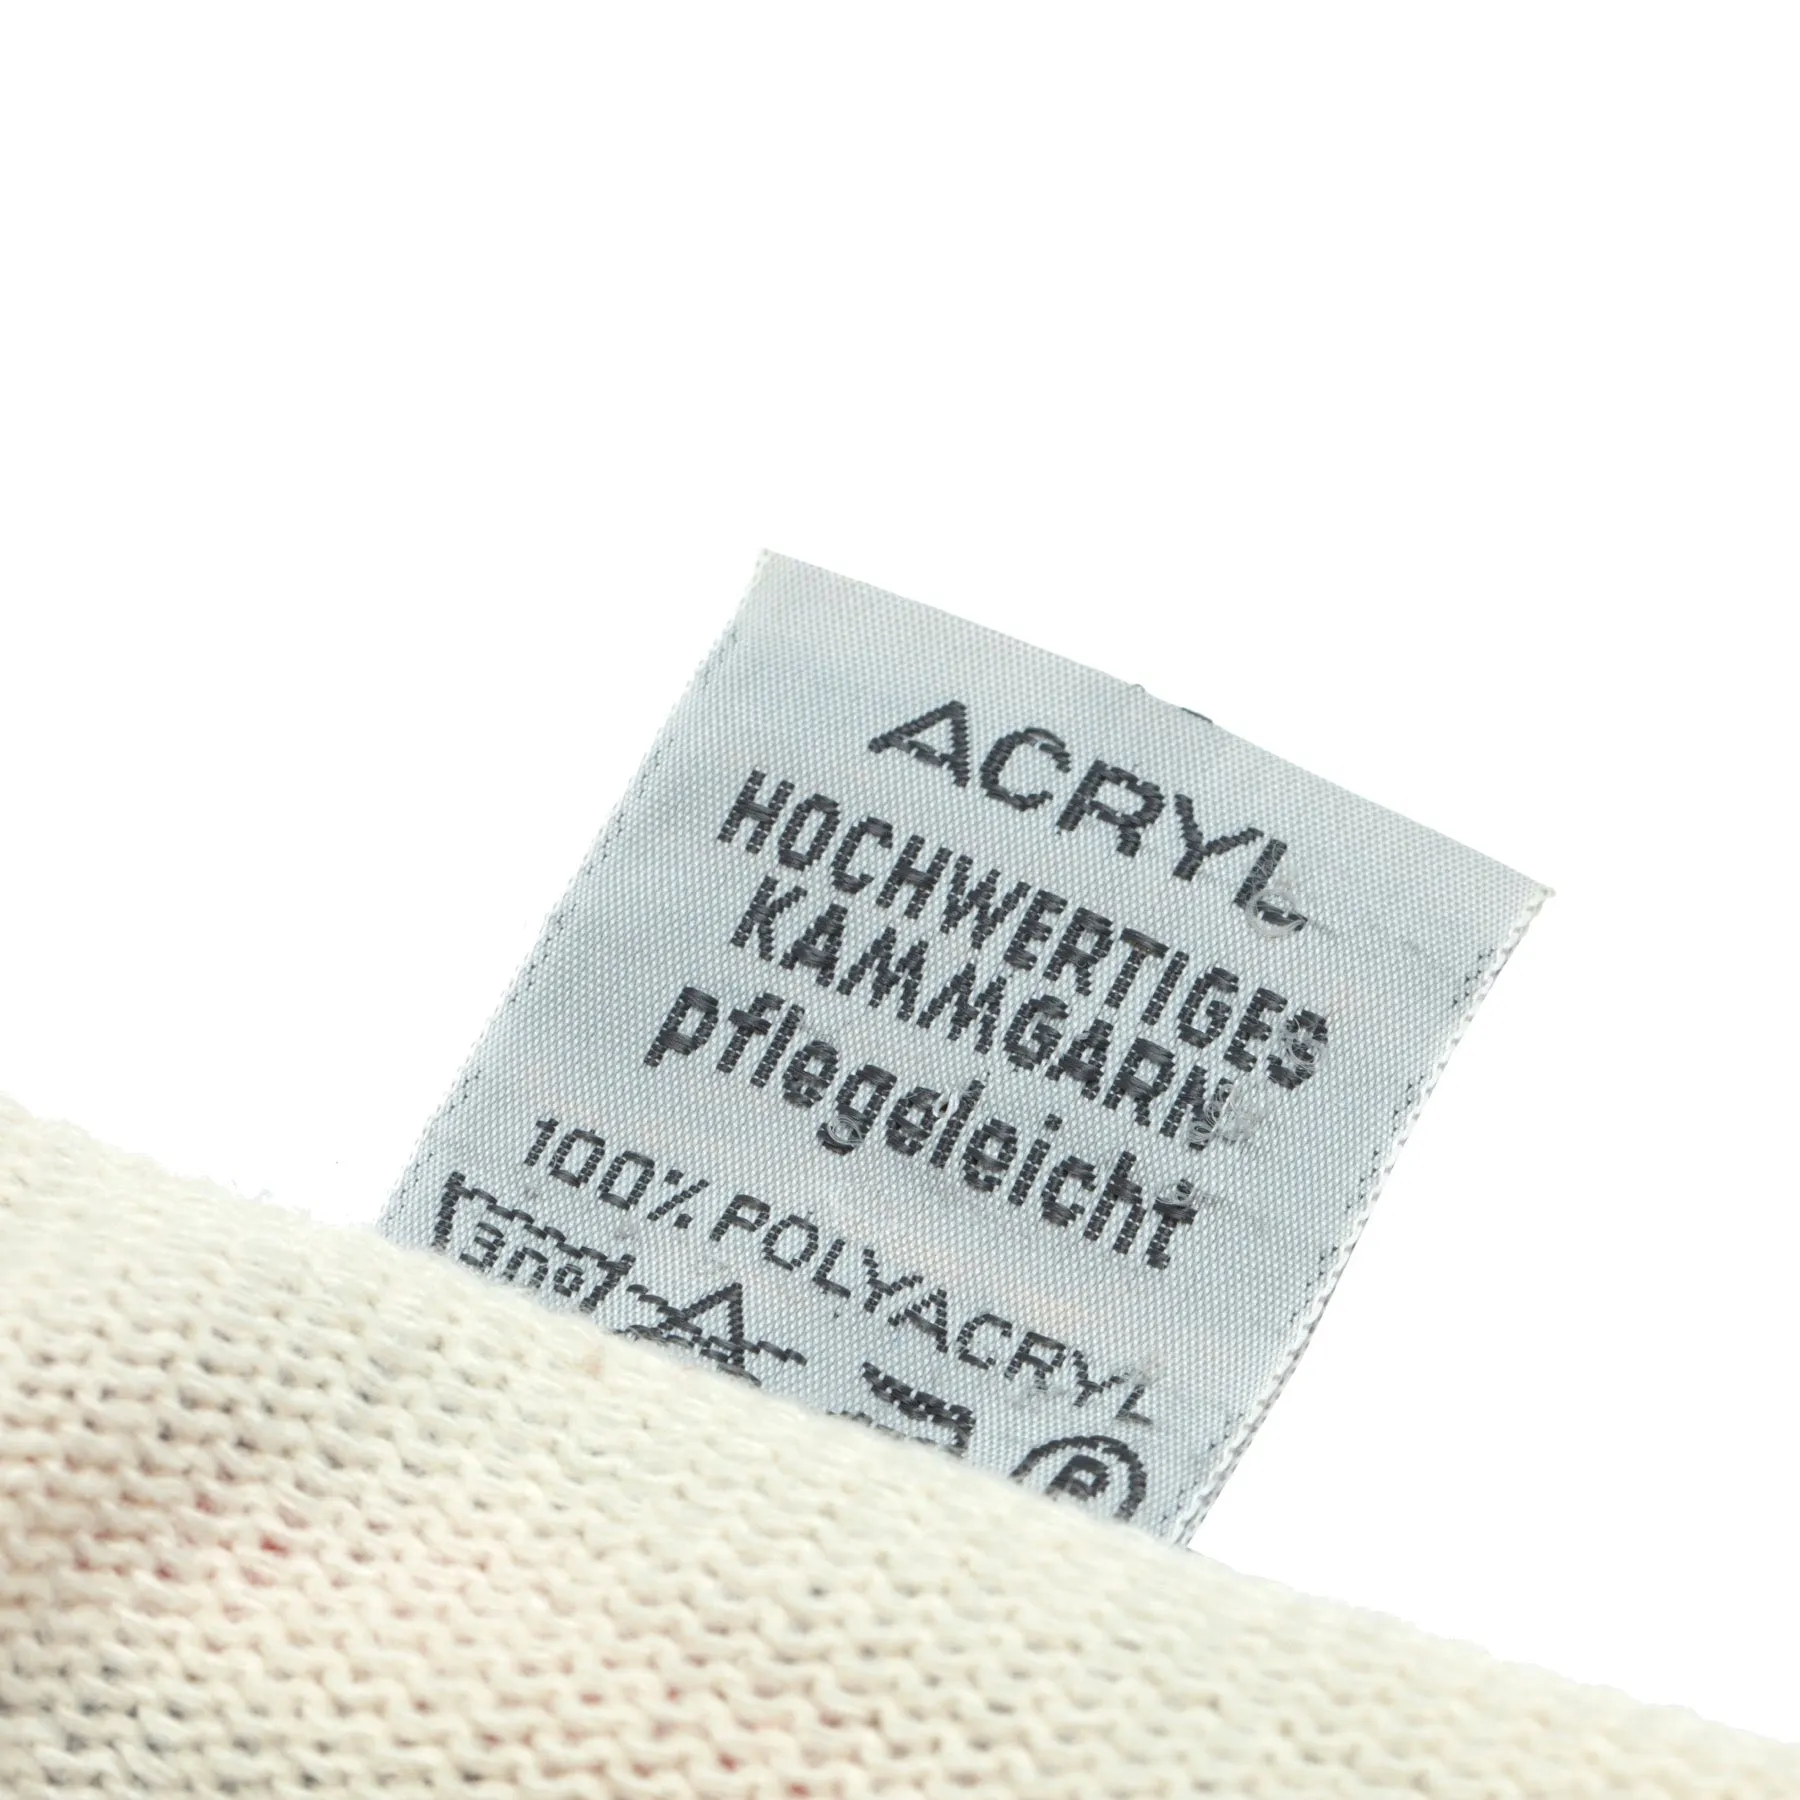 ACRYL
HOCHWERTIGES
KAMMGARN
pflegeleicht
100% POLYACRYL
30°
P